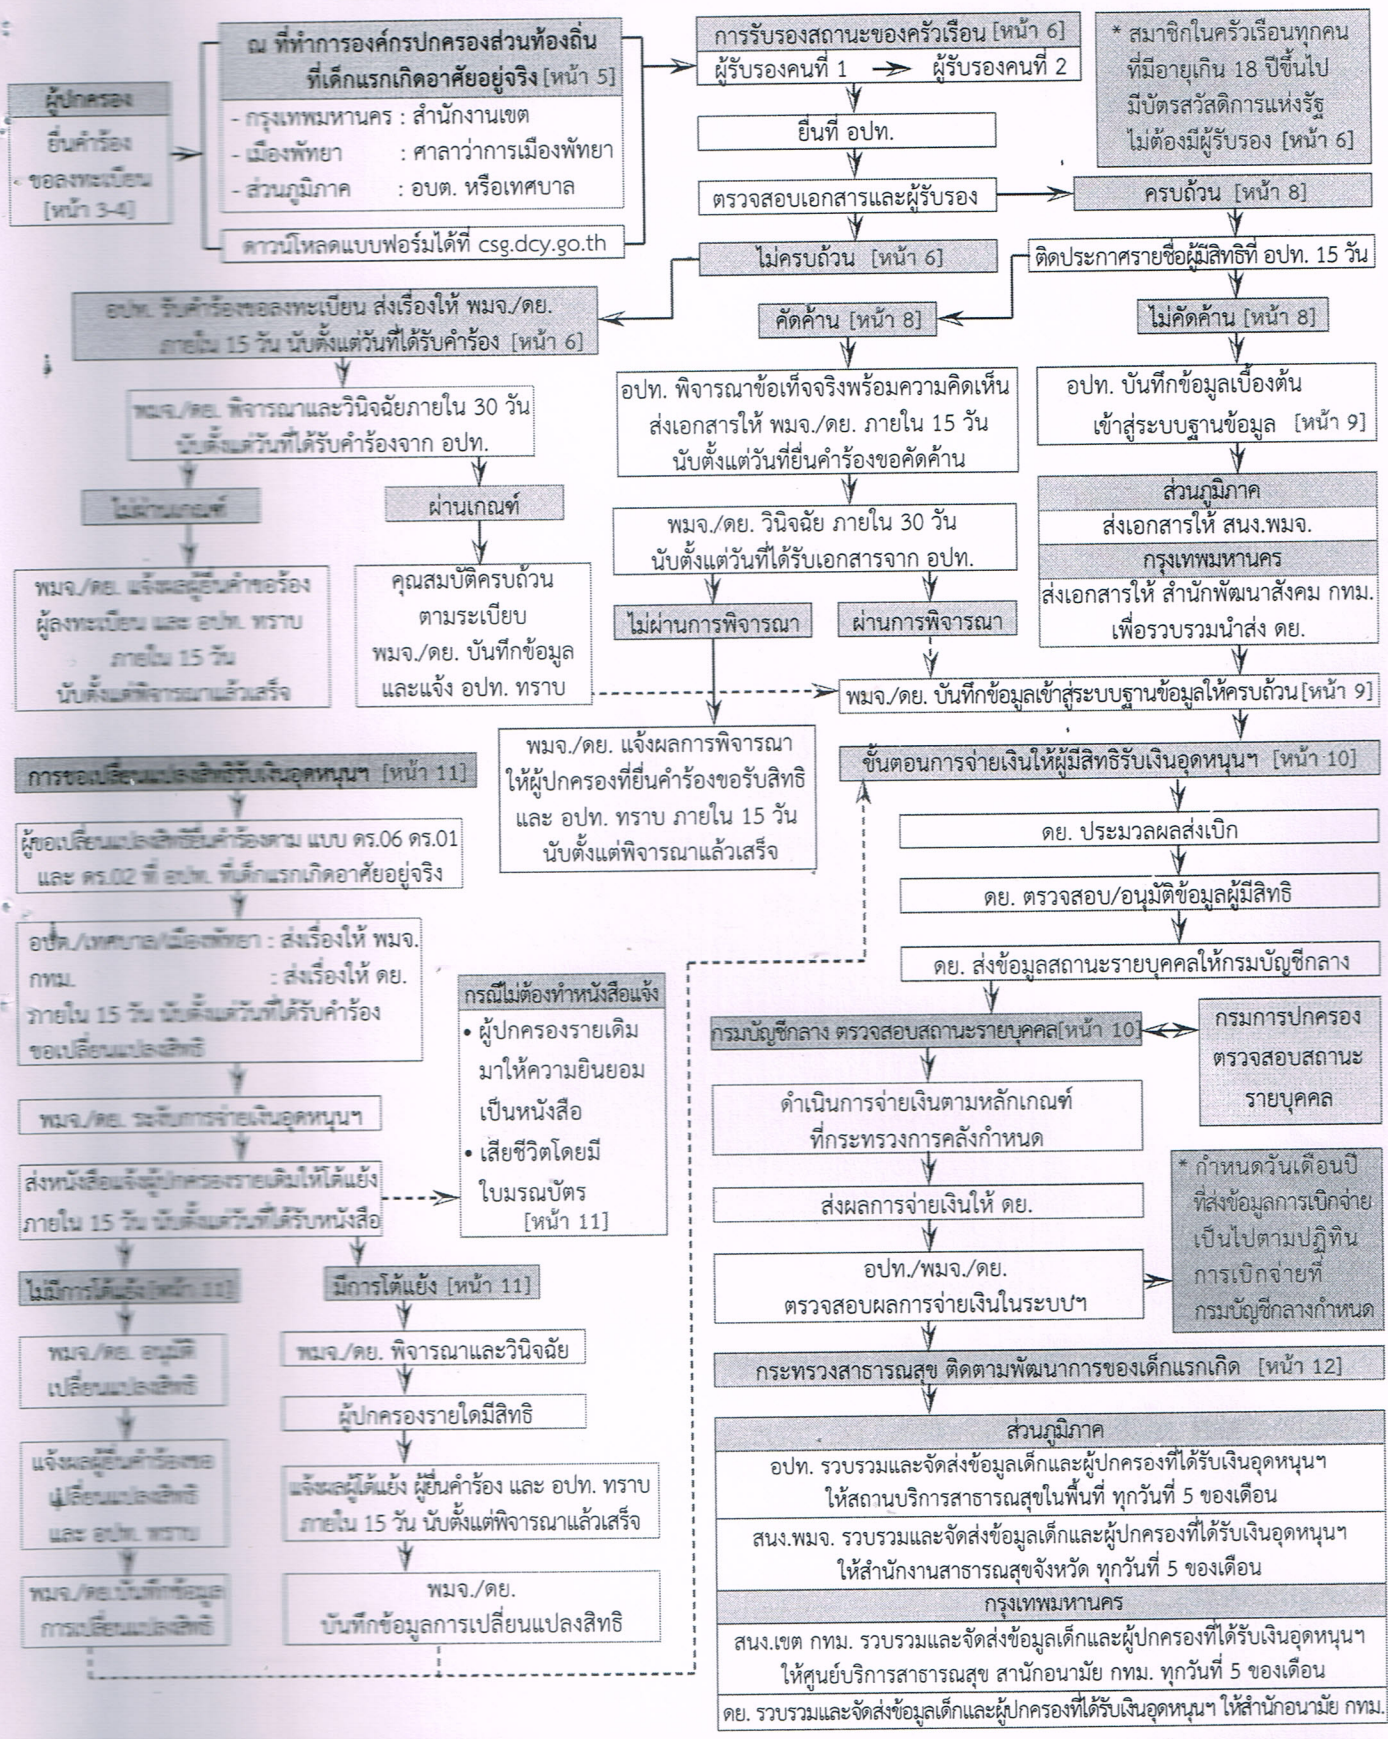 ผู้ปกครอง
ยื่นคำร้อง
ขอลงทะเบียน
[หน้า 3-4]
ณ ที่ทำการองค์กรปกครองส่วนท้องถิ่น
ที่เด็กแรกเกิดอาศัยอยู่จริง [หน้า 5]
- กรุงเทพมหานคร : สำนักงานเขต
- เมืองพัทยา : ศาลาว่าการเมืองพัทยา
- ส่วนภูมิภาค : อบต. หรือเทศบาล
ดาวน์โหลดแบบฟอร์มได้ที่ csg.dcy.go.th
การรับรองสถานะของครัวเรือน [หน้า 6]
ผู้รับรองคนที่ 1 → ผู้รับรองคนที่ 2
ยื่นที่ อปท.
ตรวจสอบเอกสารและผู้รับรอง
* สมาชิกในครัวเรือนทุกคน
ที่มีอายุเกิน 18 ปีขึ้นไป
มีบัตรสวัสดิการแห่งรัฐ
ไม่ต้องมีผู้รับรอง [หน้า 6]
ครบถ้วน [หน้า 8]
ไม่ครบถ้วน [หน้า 6]
ติดประกาศรายชื่อผู้มีสิทธิที่ อปท. 15 วัน
อปท. รับคำร้องขอลงทะเบียน ส่งเรื่องให้ พมจ./ดย.
ภายใน 15 วัน นับตั้งแต่วันที่ได้รับคำร้อง [หน้า 6]
พมจ./ดย. พิจารณาและวินิจฉัยภายใน 30 วัน
นับตั้งแต่วันที่ได้รับคำร้องจาก อปท.
ไม่ผ่านเกณฑ์
ผ่านเกณฑ์
พมจ./ดย. แจ้งผลผู้ยื่นคำขอร้อง
ผู้ลงทะเบียน และ อปท. ทราบ
ภายใน 15 วัน
นับตั้งแต่พิจารณาแล้วเสร็จ
คุณสมบัติครบถ้วน
ตามระเบียบ
พมจ./ดย. บันทึกข้อมูล
และแจ้ง อปท. ทราบ
คัดค้าน [หน้า 8]
ไม่คัดค้าน [หน้า 8]
อปท. พิจารณาข้อเท็จจริงพร้อมความคิดเห็น
ส่งเอกสารให้ พมจ./ดย. ภายใน 15 วัน
นับตั้งแต่วันที่ยื่นคำร้องขอคัดค้าน
พมจ./ดย. วินิจฉัย ภายใน 30 วัน
นับตั้งแต่วันที่ได้รับเอกสารจาก อปท.
ไม่ผ่านการพิจารณา
ผ่านการพิจารณา
อปท. บันทึกข้อมูลเบื้องต้น
เข้าสู่ระบบฐานข้อมูล [หน้า 9]
ส่วนภูมิภาค
ส่งเอกสารให้ สนง.พมจ.
กรุงเทพมหานคร
ส่งเอกสารให้ สำนักพัฒนาสังคม กทม.
เพื่อรวบรวมนำส่ง ดย.
พมจ./ดย. บันทึกข้อมูลเข้าสู่ระบบฐานข้อมูลให้ครบถ้วน [หน้า 9]
พมจ./ดย. แจ้งผลการพิจารณา
ให้ผู้ปกครองที่ยื่นคำร้องขอรับสิทธิ
และ อปท. ทราบ ภายใน 15 วัน
นับตั้งแต่พิจารณาแล้วเสร็จ
ขั้นตอนการจ่ายเงินให้ผู้มีสิทธิรับเงินอุดหนุนฯ [หน้า 10]
ดย. ประมวลผลส่งเบิก
ดย. ตรวจสอบ/อนุมัติข้อมูลผู้มีสิทธิ
ดย. ส่งข้อมูลสถานะรายบุคคลให้กรมบัญชีกลาง
กรมบัญชีกลาง ตรวจสอบสถานะรายบุคคล[หน้า 10]
กรมการปกครอง
ตรวจสอบสถานะ
รายบุคคล
ดำเนินการจ่ายเงินตามหลักเกณฑ์
ที่กระทรวงการคลังกำหนด
ส่งผลการจ่ายเงินให้ ดย.
อปท./พมจ./ดย.
ตรวจสอบผลการจ่ายเงินในระบบฯ
* กำหนดวันเดือนปี
ที่ส่งข้อมูลการเบิกจ่าย
เป็นไปตามปฏิทิน
การเบิกจ่ายที่
กรมบัญชีกลางกำหนด
การขอเปลี่ยนแปลงสิทธิรับเงินอุดหนุนฯ [หน้า 11]
ผู้ขอเปลี่ยนแปลงสิทธิยื่นคำร้องตาม แบบ ดร.06 ดร.01
และ ดร.02 ที่ อปท. ที่เด็กแรกเกิดอาศัยอยู่จริง
อบต./เทศบาล/เมืองพัทยา : ส่งเรื่องให้ พมจ.
กทม. : ส่งเรื่องให้ ดย.
ภายใน 15 วัน นับตั้งแต่วันที่ได้รับคำร้อง
ขอเปลี่ยนแปลงสิทธิ
พมจ./ดย. ระงับการจ่ายเงินอุดหนุนฯ
ส่งหนังสือแจ้งผู้ปกครองรายเดิมให้โต้แย้ง
ภายใน 15 วัน นับตั้งแต่วันที่ได้รับหนังสือ
กรณีไม่ต้องทำหนังสือแจ้ง
• ผู้ปกครองรายเดิม
มาให้ความยินยอม
เป็นหนังสือ
• เสียชีวิตโดยมี
ใบมรณบัตร
[หน้า 11]
ไม่มีการโต้แย้ง [หน้า 11]
มีการโต้แย้ง [หน้า 11]
พมจ./ดย. อนุมัติ
เปลี่ยนแปลงสิทธิ
แจ้งผลผู้ยื่นคำร้องขอ
เปลี่ยนแปลงสิทธิ
และ อปท. ทราบ
พมจ./ดย.บันทึกข้อมูล
การเปลี่ยนแปลงสิทธิ
พมจ./ดย. พิจารณาและวินิจฉัย
ผู้ปกครองรายใดมีสิทธิ
แจ้งผลผู้โต้แย้ง ผู้ยื่นคำร้อง และ อปท. ทราบ
ภายใน 15 วัน นับตั้งแต่พิจารณาแล้วเสร็จ
พมจ./ดย.
บันทึกข้อมูลการเปลี่ยนแปลงสิทธิ
กระทรวงสาธารณสุข ติดตามพัฒนาการของเด็กแรกเกิด [หน้า 12]
ส่วนภูมิภาค
อปท. รวบรวมและจัดส่งข้อมูลเด็กและผู้ปกครองที่ได้รับเงินอุดหนุนฯ
ให้สถานบริการสาธารณสุขในพื้นที่ ทุกวันที่ 5 ของเดือน
สนง.พมจ. รวบรวมและจัดส่งข้อมูลเด็กและผู้ปกครองที่ได้รับเงินอุดหนุนฯ
ให้สำนักงานสาธารณสุขจังหวัด ทุกวันที่ 5 ของเดือน
กรุงเทพมหานคร
สนง.เขต กทม. รวบรวมและจัดส่งข้อมูลเด็กและผู้ปกครองที่ได้รับเงินอุดหนุนฯ
ให้ศูนย์บริการสาธารณสุข สานักอนามัย กทม. ทุกวันที่ 5 ของเดือน
ดย. รวบรวมและจัดส่งข้อมูลเด็กและผู้ปกครองที่ได้รับเงินอุดหนุนฯ ให้สำนักอนามัย กทม.